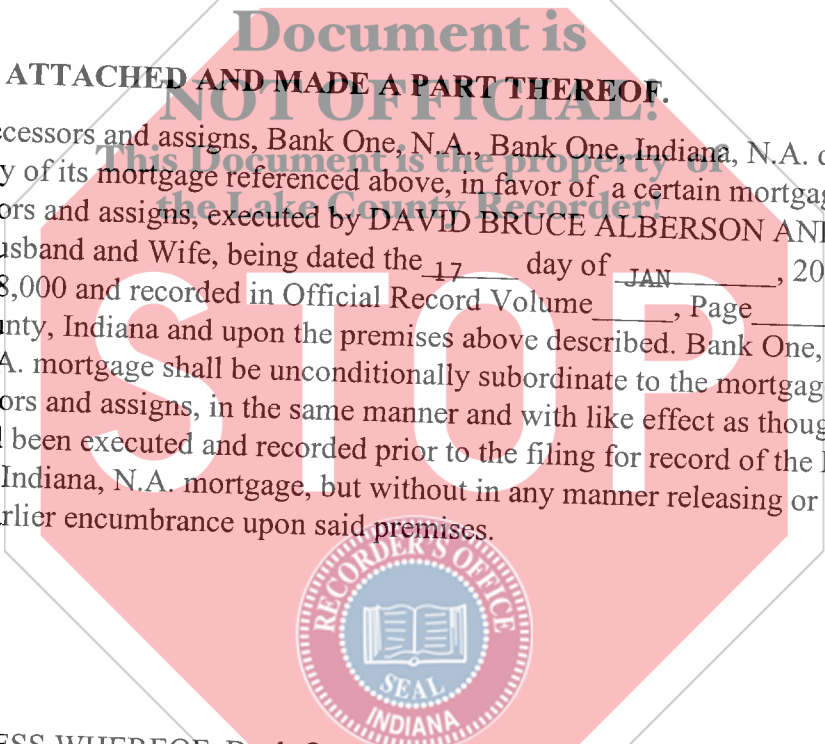 Document is
ATTACHED AND MADE A PART THEREOF.
NOT OFFICIAL!
cessors and assigns, Bank One, N.A., Bank One, Indiana, N.A.
This Document is the property of
y of its mortgage referenced above, in favor of a certain mortgag
the Lake County Recorder!
ors and assigns, executed by DAVID BRUCE ALBERSON AN
usband and Wife, being dated the 17 day of JAN, 20
8,000 and recorded in Official Record Volume_____, Page_____
unty, Indiana and upon the premises above described. Bank One,
A. mortgage shall be unconditionally subordinate to the mortgag
ors and assigns, in the same manner and with like effect as thoug
been executed and recorded prior to the filing for record of the
Indiana, N.A. mortgage, but without in any manner releasing or
rlier encumbrance upon said premises.
STOP
RECORDER'S OFFICE
SEAL
INDIANA
ESS WHEREOF,